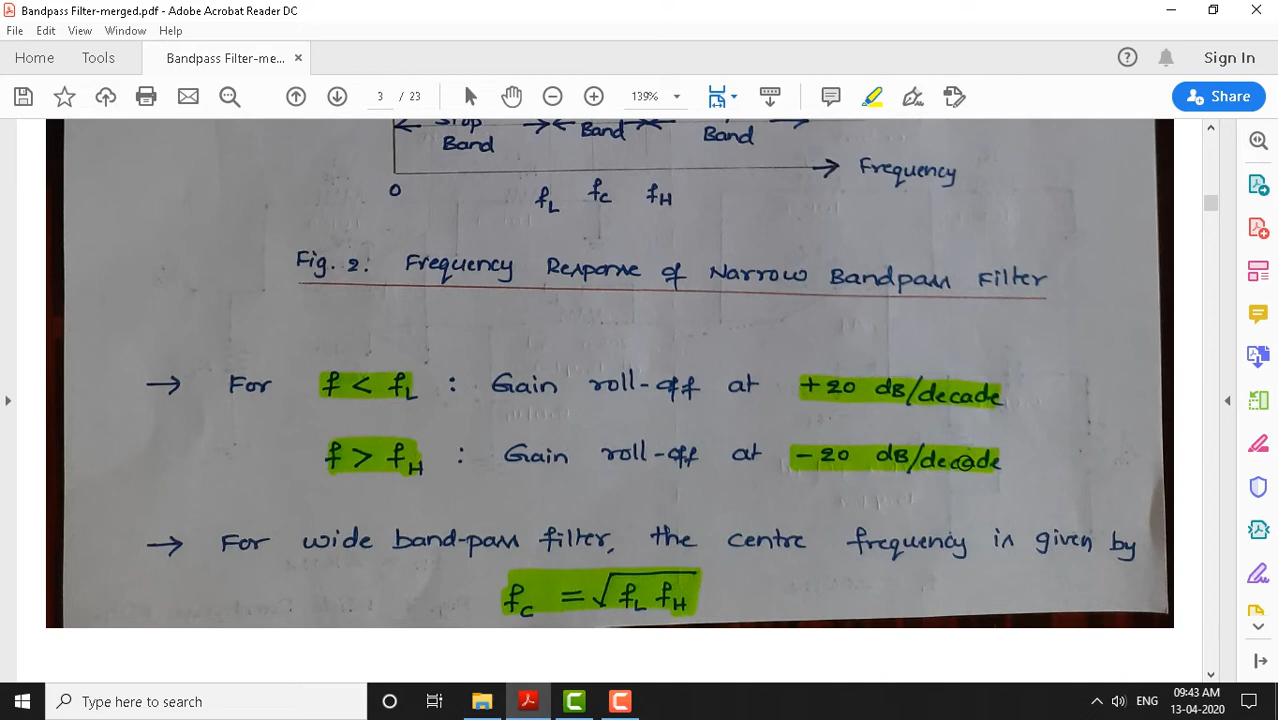 Bandpass Filter-merged.pdf - Adobe Acrobat Reader DC
File Edit View Window Help
Home Tools Bandpass Filter-me... × Sign In
3 / 23 139% Share
Stop
Band Band Band
Frequency
0 fL fc fH
Fig. 2: Frequency Response of Narrow Bandpass Filter
→ For f < fL : Gain roll-off at +20 dB/decade
f > fH : Gain roll-off at -20 dB/decade
→ For wide band-pass filter, the centre frequency is given by
fc = √fL fH
Type here to search
ENG 09:43 AM
13-04-2020